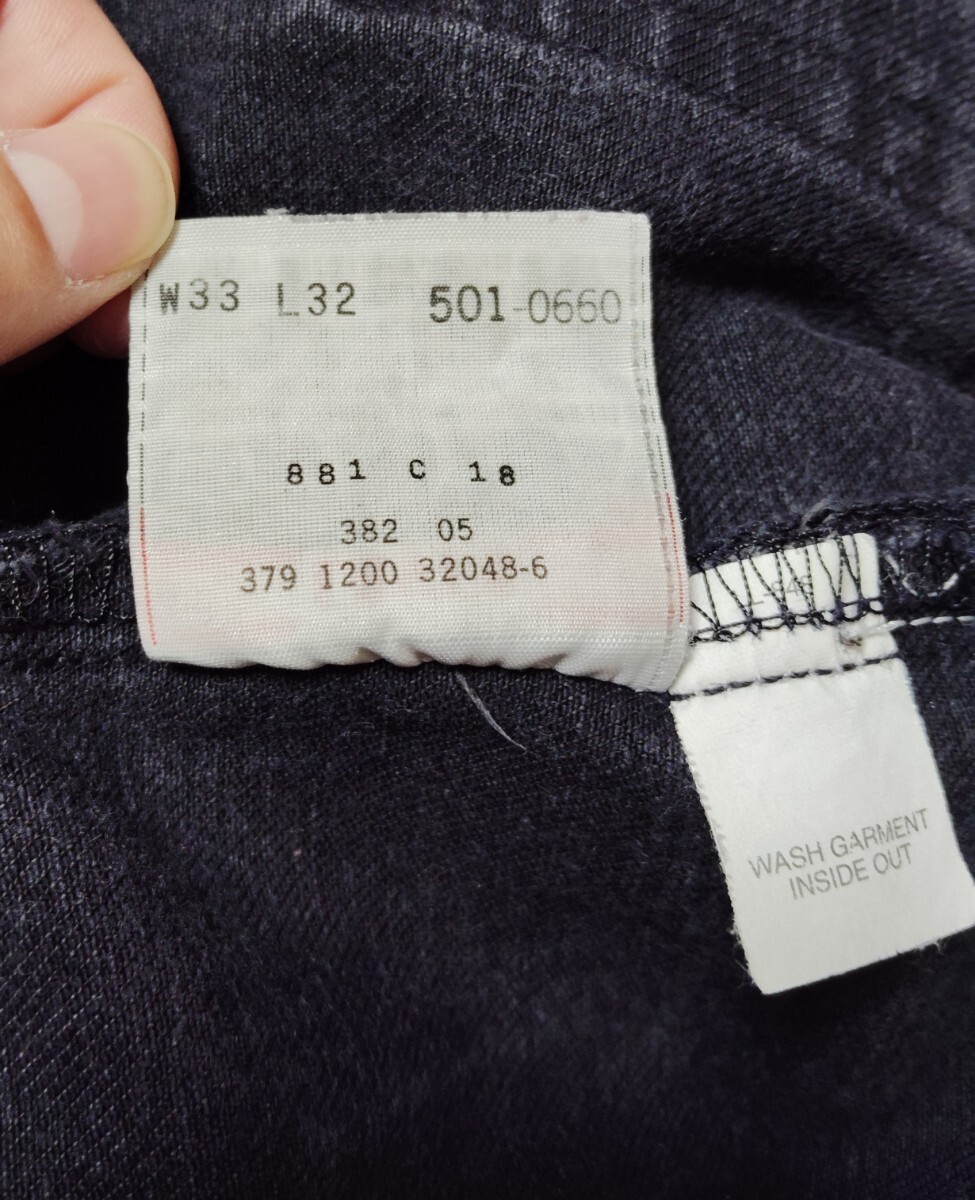 W33 L32 501-0660
881 C 18
382 05
379 1200 32048-6
WASH GARMENT
INSIDE OUT